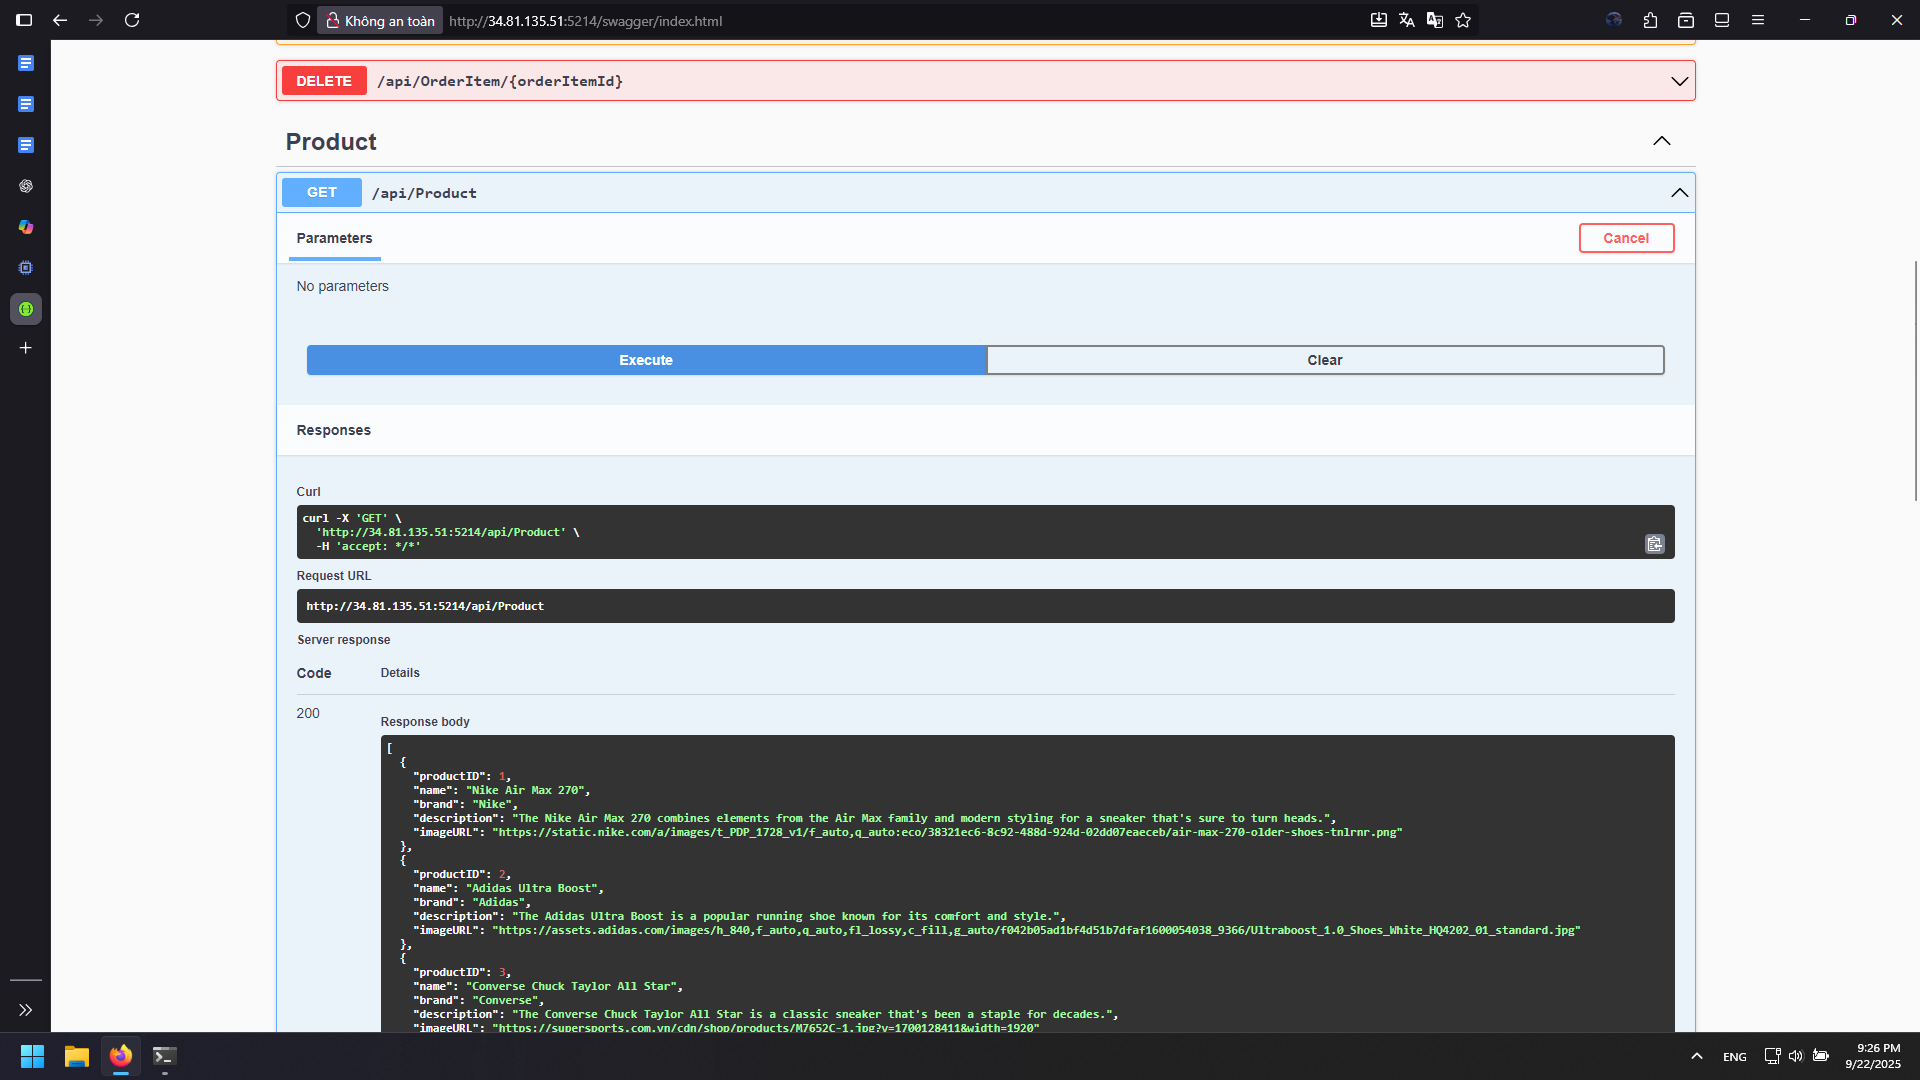 Không an toàn
http://34.81.135.51:5214/swagger/index.html
DELETE /api/OrderItem/{orderItemId}
Product
GET /api/Product
Parameters
Cancel
No parameters
Execute
Clear
Responses
Curl
curl -X 'GET' \
'http://34.81.135.51:5214/api/Product' \
-H 'accept: */*'
Request URL
http://34.81.135.51:5214/api/Product
Server response
Code Details
200
Response body
[
{
"productID": 1,
"name": "Nike Air Max 270",
"brand": "Nike",
"description": "The Nike Air Max 270 combines elements from the Air Max family and modern styling for a sneaker that's sure to turn heads.",
"imageURL": "https://static.nike.com/a/images/t_PDP_1728_v1/f_auto,q_auto:eco/38321ec6-8c92-488d-924d-02dd07eaeceb/air-max-270-older-shoes-tnlrnr.png"
},
{
"productID": 2,
"name": "Adidas Ultra Boost",
"brand": "Adidas",
"description": "The Adidas Ultra Boost is a popular running shoe known for its comfort and style.",
"imageURL": "https://assets.adidas.com/images/h_840,f_auto,q_auto,fl_lossy,c_fill,g_auto/f042b05ad1bf4d51b7dfaf1600054038_9366/Ultraboost_1.0_Shoes_White_HQ4202_01_standard.jpg"
},
{
"productID": 3,
"name": "Converse Chuck Taylor All Star",
"brand": "Converse",
"description": "The Converse Chuck Taylor All Star is a classic sneaker that's been a staple for decades.",
"imageURL": "https://supersports.com.vn/cdn/shop/products/M7652C-1.jpg?v=1700128411&width=1920"
ENG
9:26 PM
9/22/2025